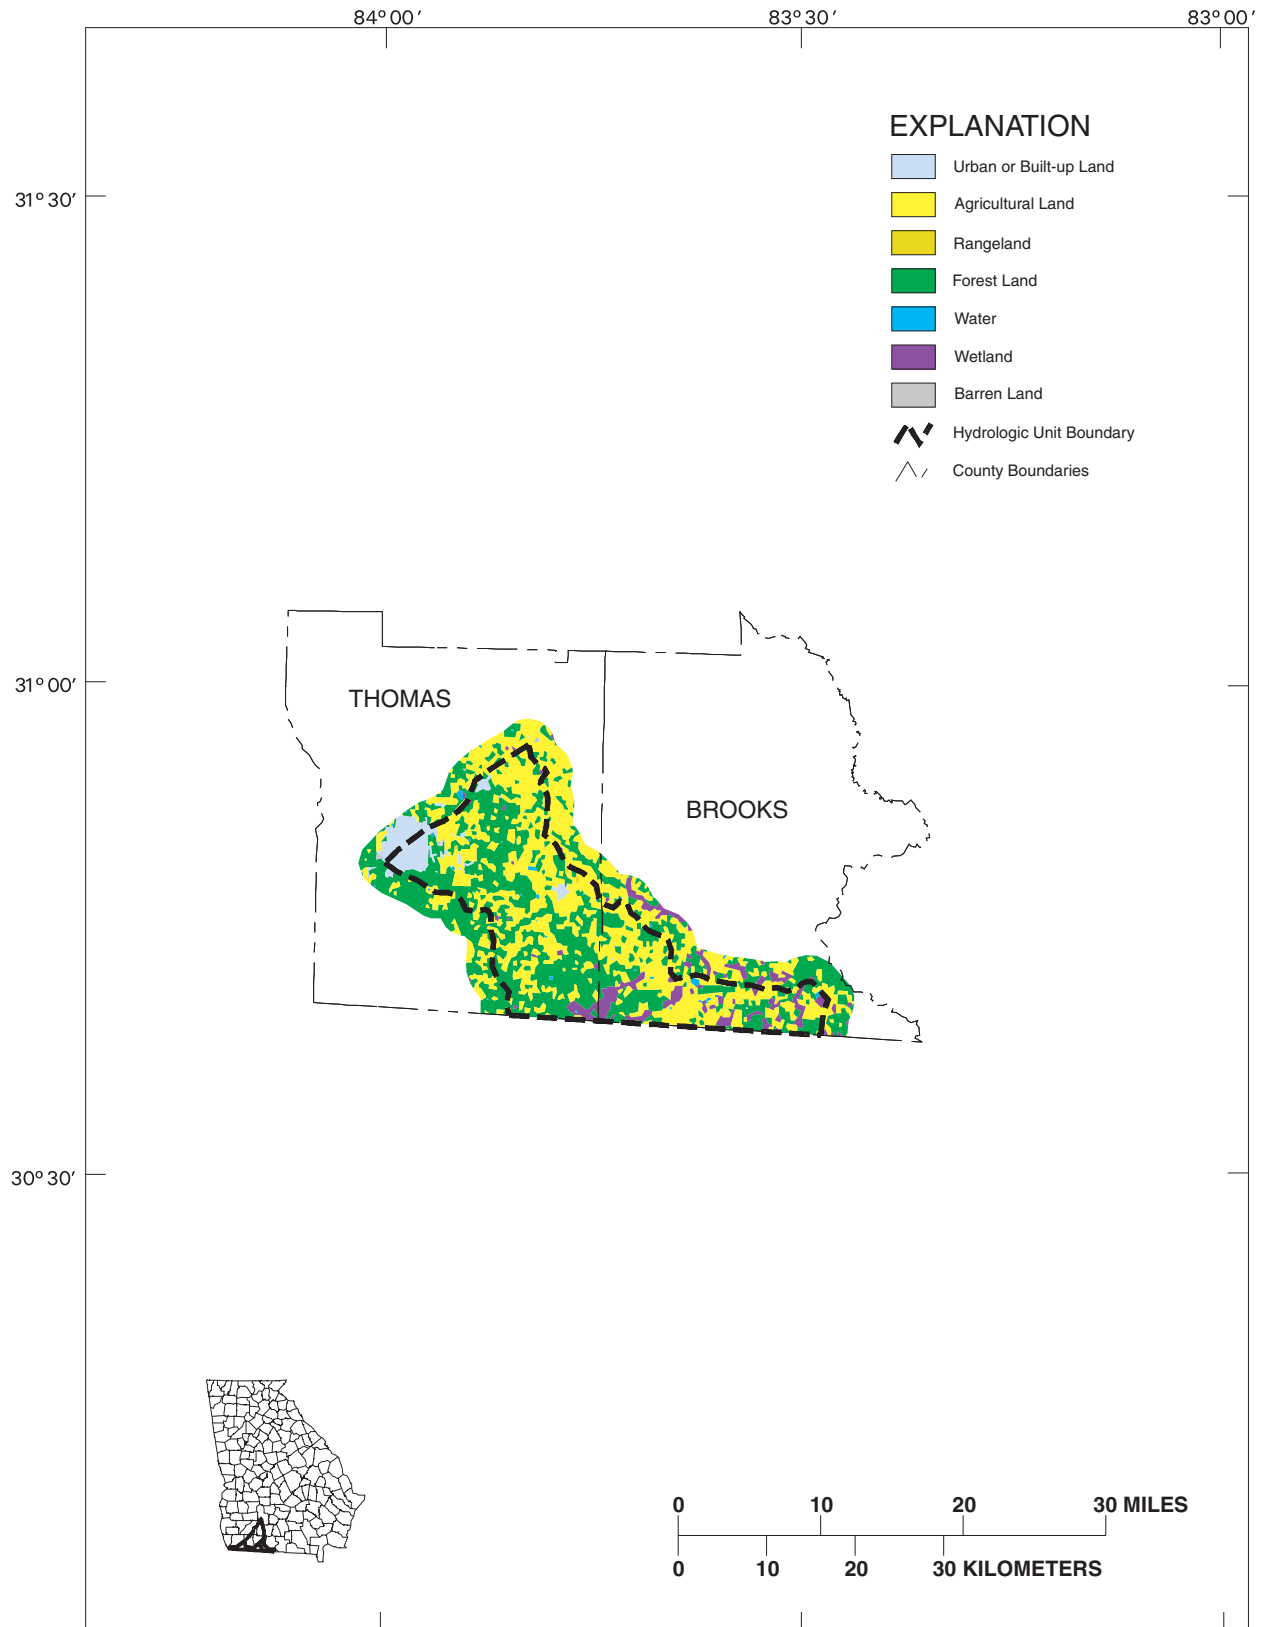 84º 00′ 83º 30′ 83º 00′
EXPLANATION
Urban or Built-up Land
31º 30′
Agricultural Land
Rangeland
Forest Land
Water
Wetland
Barren Land
Hydrologic Unit Boundary
County Boundaries
31º 00′
THOMAS
BROOKS
30º 30′
0 10 20 30 MILES
0 10 20 30 KILOMETERS